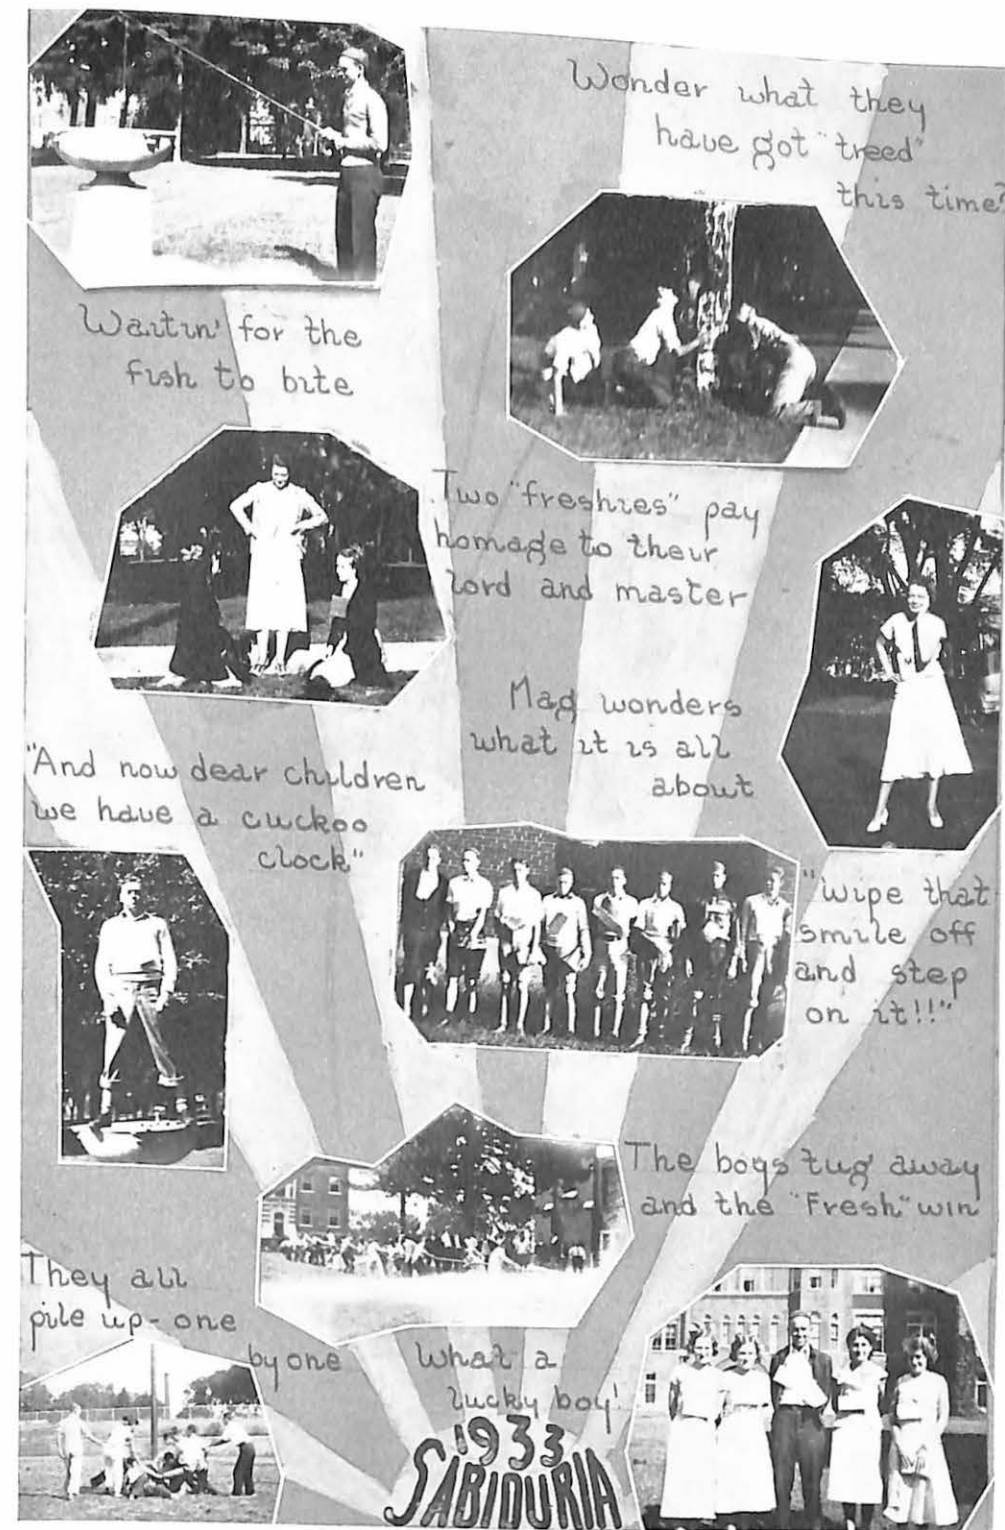 Wonder what they
have got "treed"
this time?
Waitin' for the
fish to bite
Two "freshies" pay
homage to their
lord and master
Mag wonders
what it is all
about
"And now dear children
we have a cuckoo
clock"
"Wipe that
smile off
and step
on it!!"
The boys tug away
and the "Fresh" win
They all
pile up - one
by one
What a
lucky boy!
1933
SABIDURIA